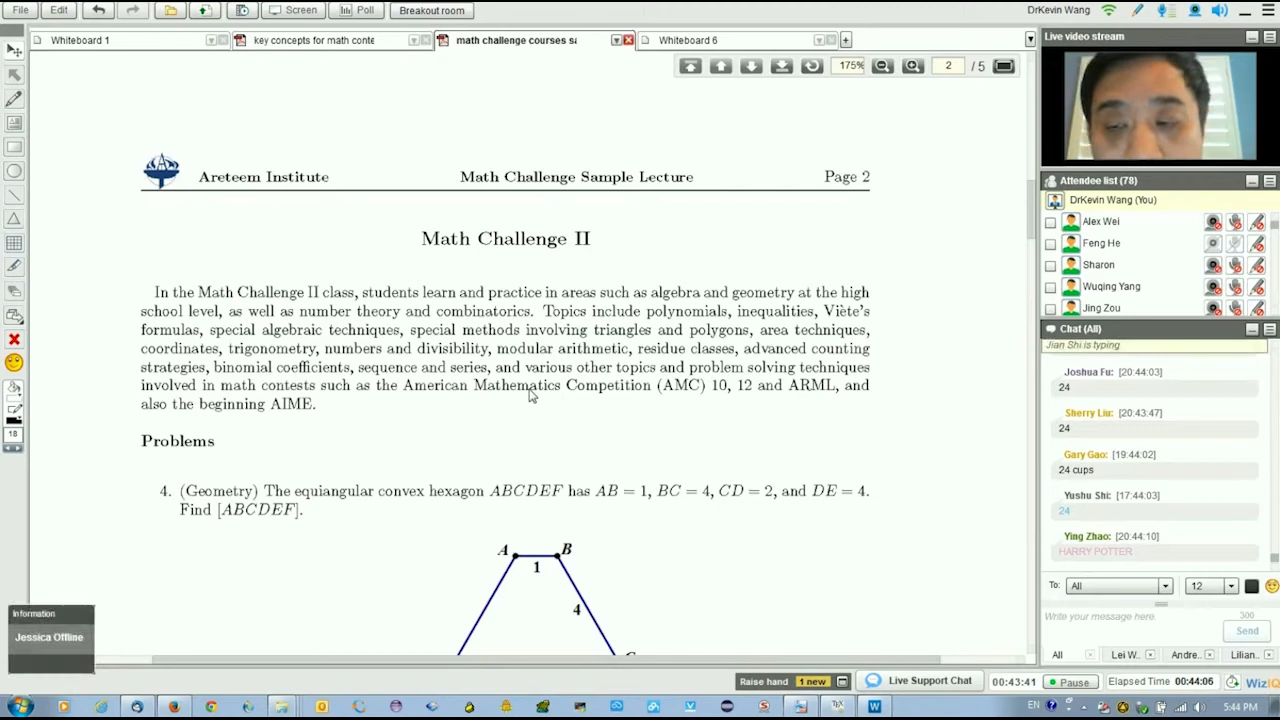 File Edit Screen Poll Breakout room DrKevin Wang
Whiteboard 1 key concepts for math conte math challenge courses sa Whiteboard 6
Live video stream
175% 2 / 5
Areteem Institute Math Challenge Sample Lecture Page 2
Math Challenge II
In the Math Challenge II class, students learn and practice in areas such as algebra and geometry at the high
school level, as well as number theory and combinatorics. Topics include polynomials, inequalities, Viète's
formulas, special algebraic techniques, special methods involving triangles and polygons, area techniques,
coordinates, trigonometry, numbers and divisibility, modular arithmetic, residue classes, advanced counting
strategies, binomial coefficients, sequence and series, and various other topics and problem solving techniques
involved in math contests such as the American Mathematics Competition (AMC) 10, 12 and ARML, and
also the beginning AIME.
Problems
4. (Geometry) The equiangular convex hexagon ABCDEF has AB = 1, BC = 4, CD = 2, and DE = 4.
Find [ABCDEF].
A B
1
4
18
Information
Jessica Offline
Attendee list (78)
DrKevin Wang (You)
Alex Wei
Feng He
Sharon
Wuqing Yang
Jing Zou
Chat (All)
Jian Shi is typing
Joshua Fu: [20:44:03]
24
Sherry Liu: [20:43:47]
24
Gary Gao: [19:44:02]
24 cups
Yushu Shi: [17:44:03]
24
Ying Zhao: [20:44:10]
HARRY POTTER
To: All 12
Write your message here. 300
Send
All Lei W.. Andre.. Lilian..
Raise hand 1 new Live Support Chat 00:43:41 Pause Elapsed Time 00:44:06 WizIQ
EN 5:44 PM